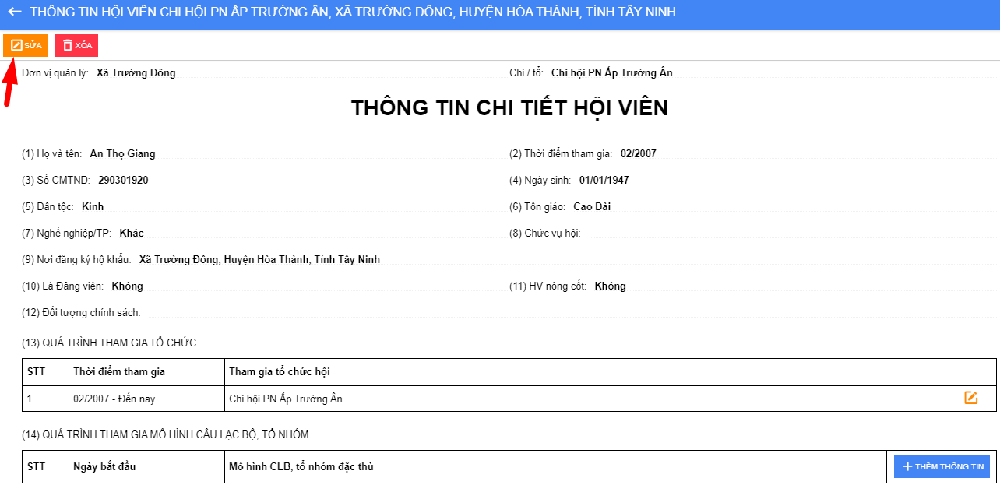 THÔNG TIN HỘI VIÊN CHI HỘI PN ẤP TRƯỜNG ÂN, XÃ TRƯỜNG ĐÔNG, HUYỆN HÒA THÀNH, TỈNH TÂY NINH
SỬA XÓA
Đơn vị quản lý: Xã Trường Đông Chi / tổ: Chi hội PN Ấp Trường Ân
THÔNG TIN CHI TIẾT HỘI VIÊN
(1) Họ và tên: An Thọ Giang (2) Thời điểm tham gia: 02/2007
(3) Số CMTND: 290301920 (4) Ngày sinh: 01/01/1947
(5) Dân tộc: Kinh (6) Tôn giáo: Cao Đài
(7) Nghề nghiệp/TP: Khác (8) Chức vụ hội:
(9) Nơi đăng ký hộ khẩu: Xã Trường Đông, Huyện Hòa Thành, Tỉnh Tây Ninh
(10) Là Đảng viên: Không (11) HV nòng cốt: Không
(12) Đối tượng chính sách:
(13) QUÁ TRÌNH THAM GIA TỔ CHỨC
STT Thời điểm tham gia Tham gia tổ chức hội
1 02/2007 - Đến nay Chi hội PN Ấp Trường Ân
(14) QUÁ TRÌNH THAM GIA MÔ HÌNH CÂU LẠC BỘ, TỔ NHÓM
STT Ngày bắt đầu Mô hình CLB, tổ nhóm đặc thù THÊM THÔNG TIN